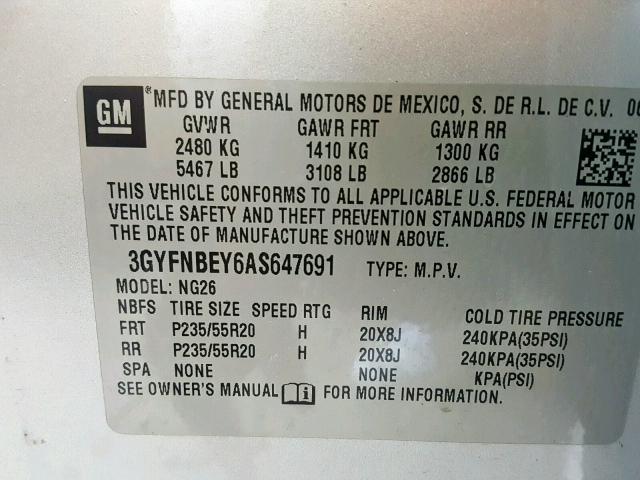 GM ® MFD BY GENERAL MOTORS DE MEXICO, S. DE R.L. DE C.V. 06
GVWR GAWR FRT GAWR RR
2480 KG 1410 KG 1300 KG
5467 LB 3108 LB 2866 LB
THIS VEHICLE CONFORMS TO ALL APPLICABLE U.S. FEDERAL MOTOR
VEHICLE SAFETY AND THEFT PREVENTION STANDARDS IN EFFECT ON
THE DATE OF MANUFACTURE SHOWN ABOVE.
3GYFNBEY6AS647691 TYPE: M.P.V.
MODEL: NG26
NBFS TIRE SIZE SPEED RTG RIM COLD TIRE PRESSURE
FRT P235/55R20 H 20X8J 240KPA(35PSI)
RR P235/55R20 H 20X8J 240KPA(35PSI)
SPA NONE NONE KPA(PSI)
SEE OWNER'S MANUAL FOR MORE INFORMATION.